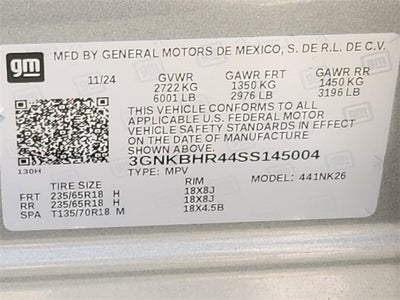 gm
MFD BY GENERAL MOTORS DE MEXICO, S. DE R.L. DE C.V.
11/24 GVWR GAWR FRT GAWR RR
2722 KG 1350 KG 1450 KG
6001 LB 2976 LB 3196 LB
THIS VEHICLE CONFORMS TO ALL
APPLICABLE U.S. FEDERAL MOTOR
VEHICLE SAFETY STANDARDS IN EFFECT
ON THE DATE OF MANUFACTURE SHOWN ABOVE.
3GNKBHR44SS145004
130H TYPE: MPV MODEL: 441NK26
TIRE SIZE RIM
FRT 235/65R18 H 18X8J
RR 235/65R18 H 18X8J
SPA T135/70R18 M 18X4.5B